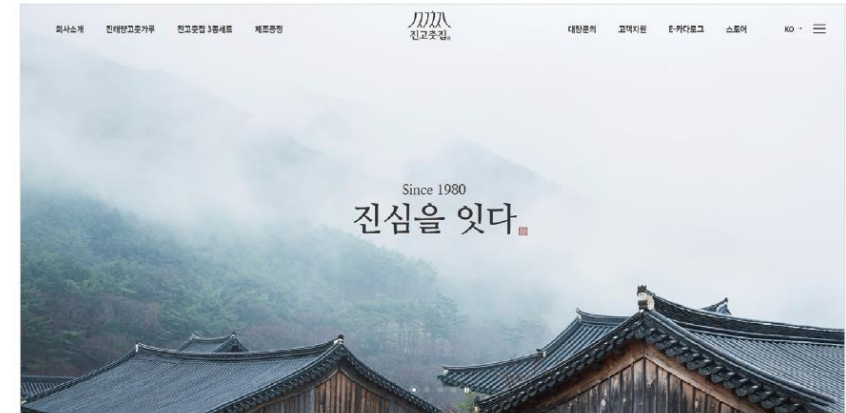 회사소개 진태양고춧가루 진고춧집 3종세트 제조공정
진고춧집
대량문의 고객지원 E-카다로그 스토어 KO
Since 1980
진심을 잇다